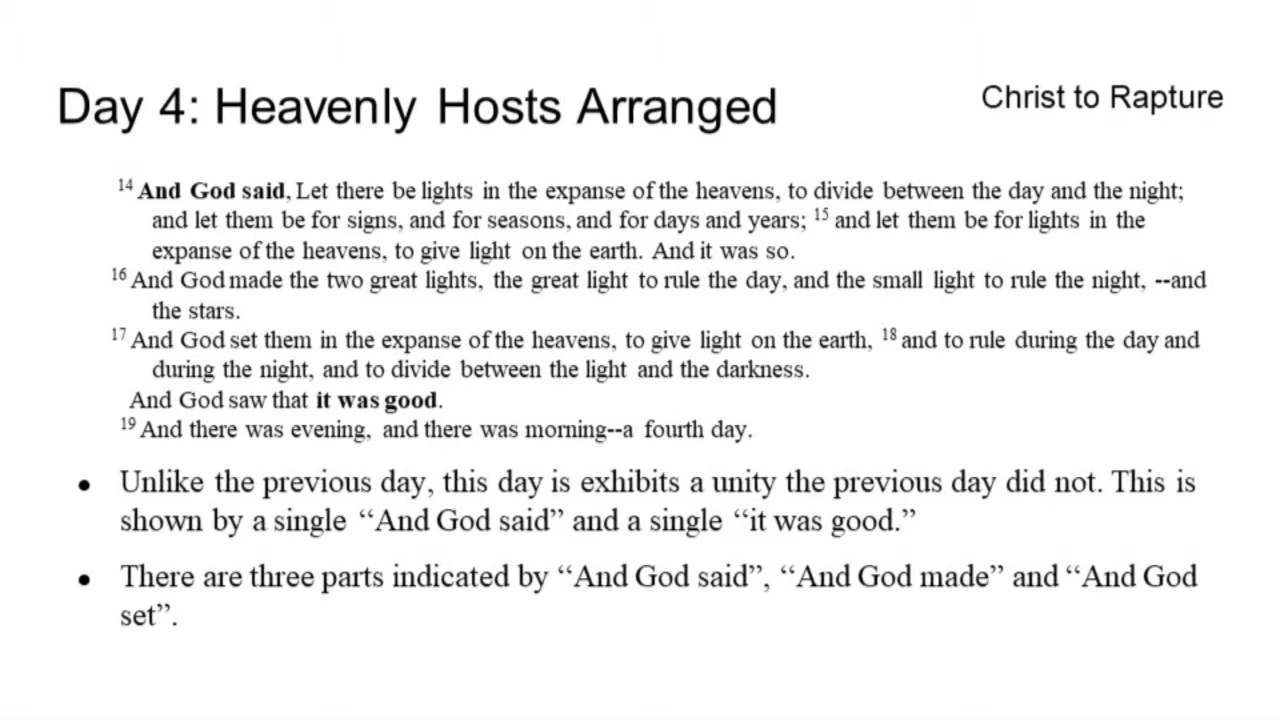 Day 4: Heavenly Hosts Arranged
Christ to Rapture
14 And God said, Let there be lights in the expanse of the heavens, to divide between the day and the night;
and let them be for signs, and for seasons, and for days and years; 15 and let them be for lights in the
expanse of the heavens, to give light on the earth. And it was so.
16 And God made the two great lights, the great light to rule the day, and the small light to rule the night, --and
the stars.
17 And God set them in the expanse of the heavens, to give light on the earth, 18 and to rule during the day and
during the night, and to divide between the light and the darkness.
And God saw that it was good.
19 And there was evening, and there was morning--a fourth day.
• Unlike the previous day, this day is exhibits a unity the previous day did not. This is
shown by a single “And God said” and a single “it was good.”
• There are three parts indicated by “And God said”, “And God made” and “And God
set”.